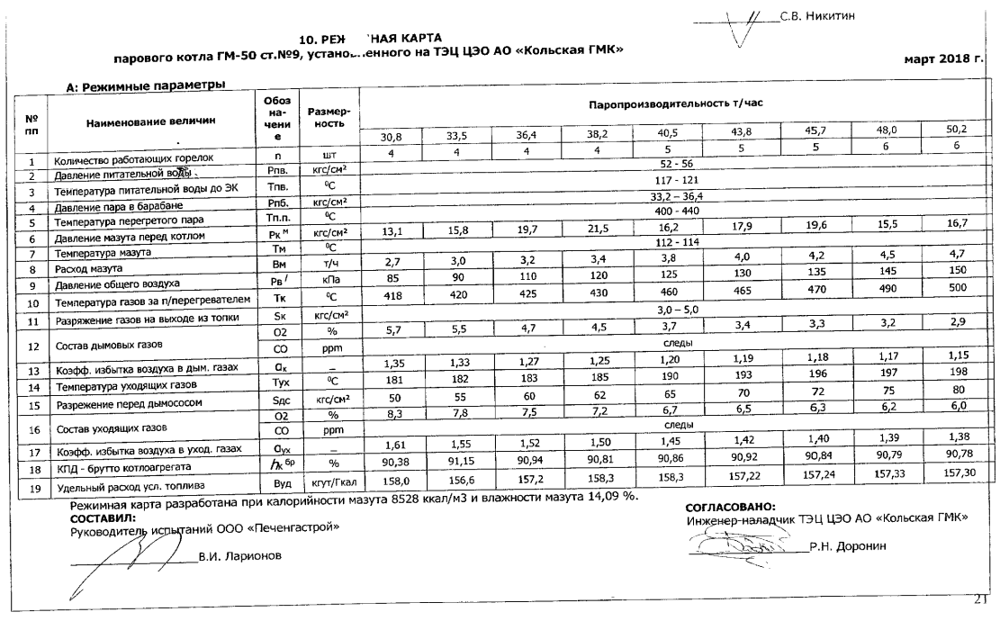 С.В. Никитин
10. РЕЖ НАЯ КАРТА
парового котла ГМ-50 ст.№9, установленного на ТЭЦ ЦЭО АО «Кольская ГМК»
март 2018 г.
А: Режимные параметры
№ пп Наименование величин Обоз на- чени е Размер- ность Паропроизводительность т/час
30,8 33,5 36,4 38,2 40,5 43,8 45,7 48,0 50,2
1 Количество работающих горелок n шт 4 4 4 4 5 5 5 6 6
2 Давление питательной воды Рпв. кгс/см² 52 - 56
3 Температура питательной воды до ЭК Тпв. ⁰С 117 - 121
4 Давление пара в барабане Рпб. кгс/см² 33,2 – 36,4
5 Температура перегретого пара Тп.п. ⁰С 400 - 440
6 Давление мазута перед котлом Рк м кгс/см² 13,1 15,8 19,7 21,5 16,2 17,9 19,6 15,5 16,7
7 Температура мазута Тм ⁰С 112 - 114
8 Расход мазута Вм т/ч 2,7 3,0 3,2 3,4 3,8 4,0 4,2 4,5 4,7
9 Давление общего воздуха Рв/ кПа 85 90 110 120 125 130 135 145 150
10 Температура газов за п/перегревателем Тк ⁰С 418 420 425 430 460 465 470 490 500
11 Разряжение газов на выходе из топки Sк кгс/см² 3,0 – 5,0
12 Состав дымовых газов О2 % 5,7 5,5 4,7 4,5 3,7 3,4 3,3 3,2 2,9
СО ppm следы
13 Коэфф. избытка воздуха в дым. газах αк _ 1,35 1,33 1,27 1,25 1,20 1,19 1,18 1,17 1,15
14 Температура уходящих газов Тух ⁰С 181 182 183 185 190 193 196 197 198
15 Разрежение перед дымососом Sдс кгс/см² 50 55 60 62 65 70 72 75 80
16 Состав уходящих газов О2 % 8,3 7,8 7,5 7,2 6,7 6,5 6,3 6,2 6,0
СО ppm следы
17 Коэфф. избытка воздуха в уход. газах αух _ 1,61 1,55 1,52 1,50 1,45 1,42 1,40 1,39 1,38
18 КПД - брутто котлоагрегата ηк бр % 90,38 91,15 90,94 90,81 90,86 90,92 90,84 90,79 90,78
19 Удельный расход усл. топлива Вуд кгут/Гкал 158,0 156,6 157,2 158,3 158,3 157,22 157,24 157,33 157,30
Режимная карта разработана при калорийности мазута 8528 ккал/м3 и влажности мазута 14,09 %.
СОСТАВИЛ:
Руководитель испытаний ООО «Печенгастрой»
В.И. Ларионов
СОГЛАСОВАНО:
Инженер-наладчик ТЭЦ ЦЭО АО «Кольская ГМК»
Р.Н. Доронин
21